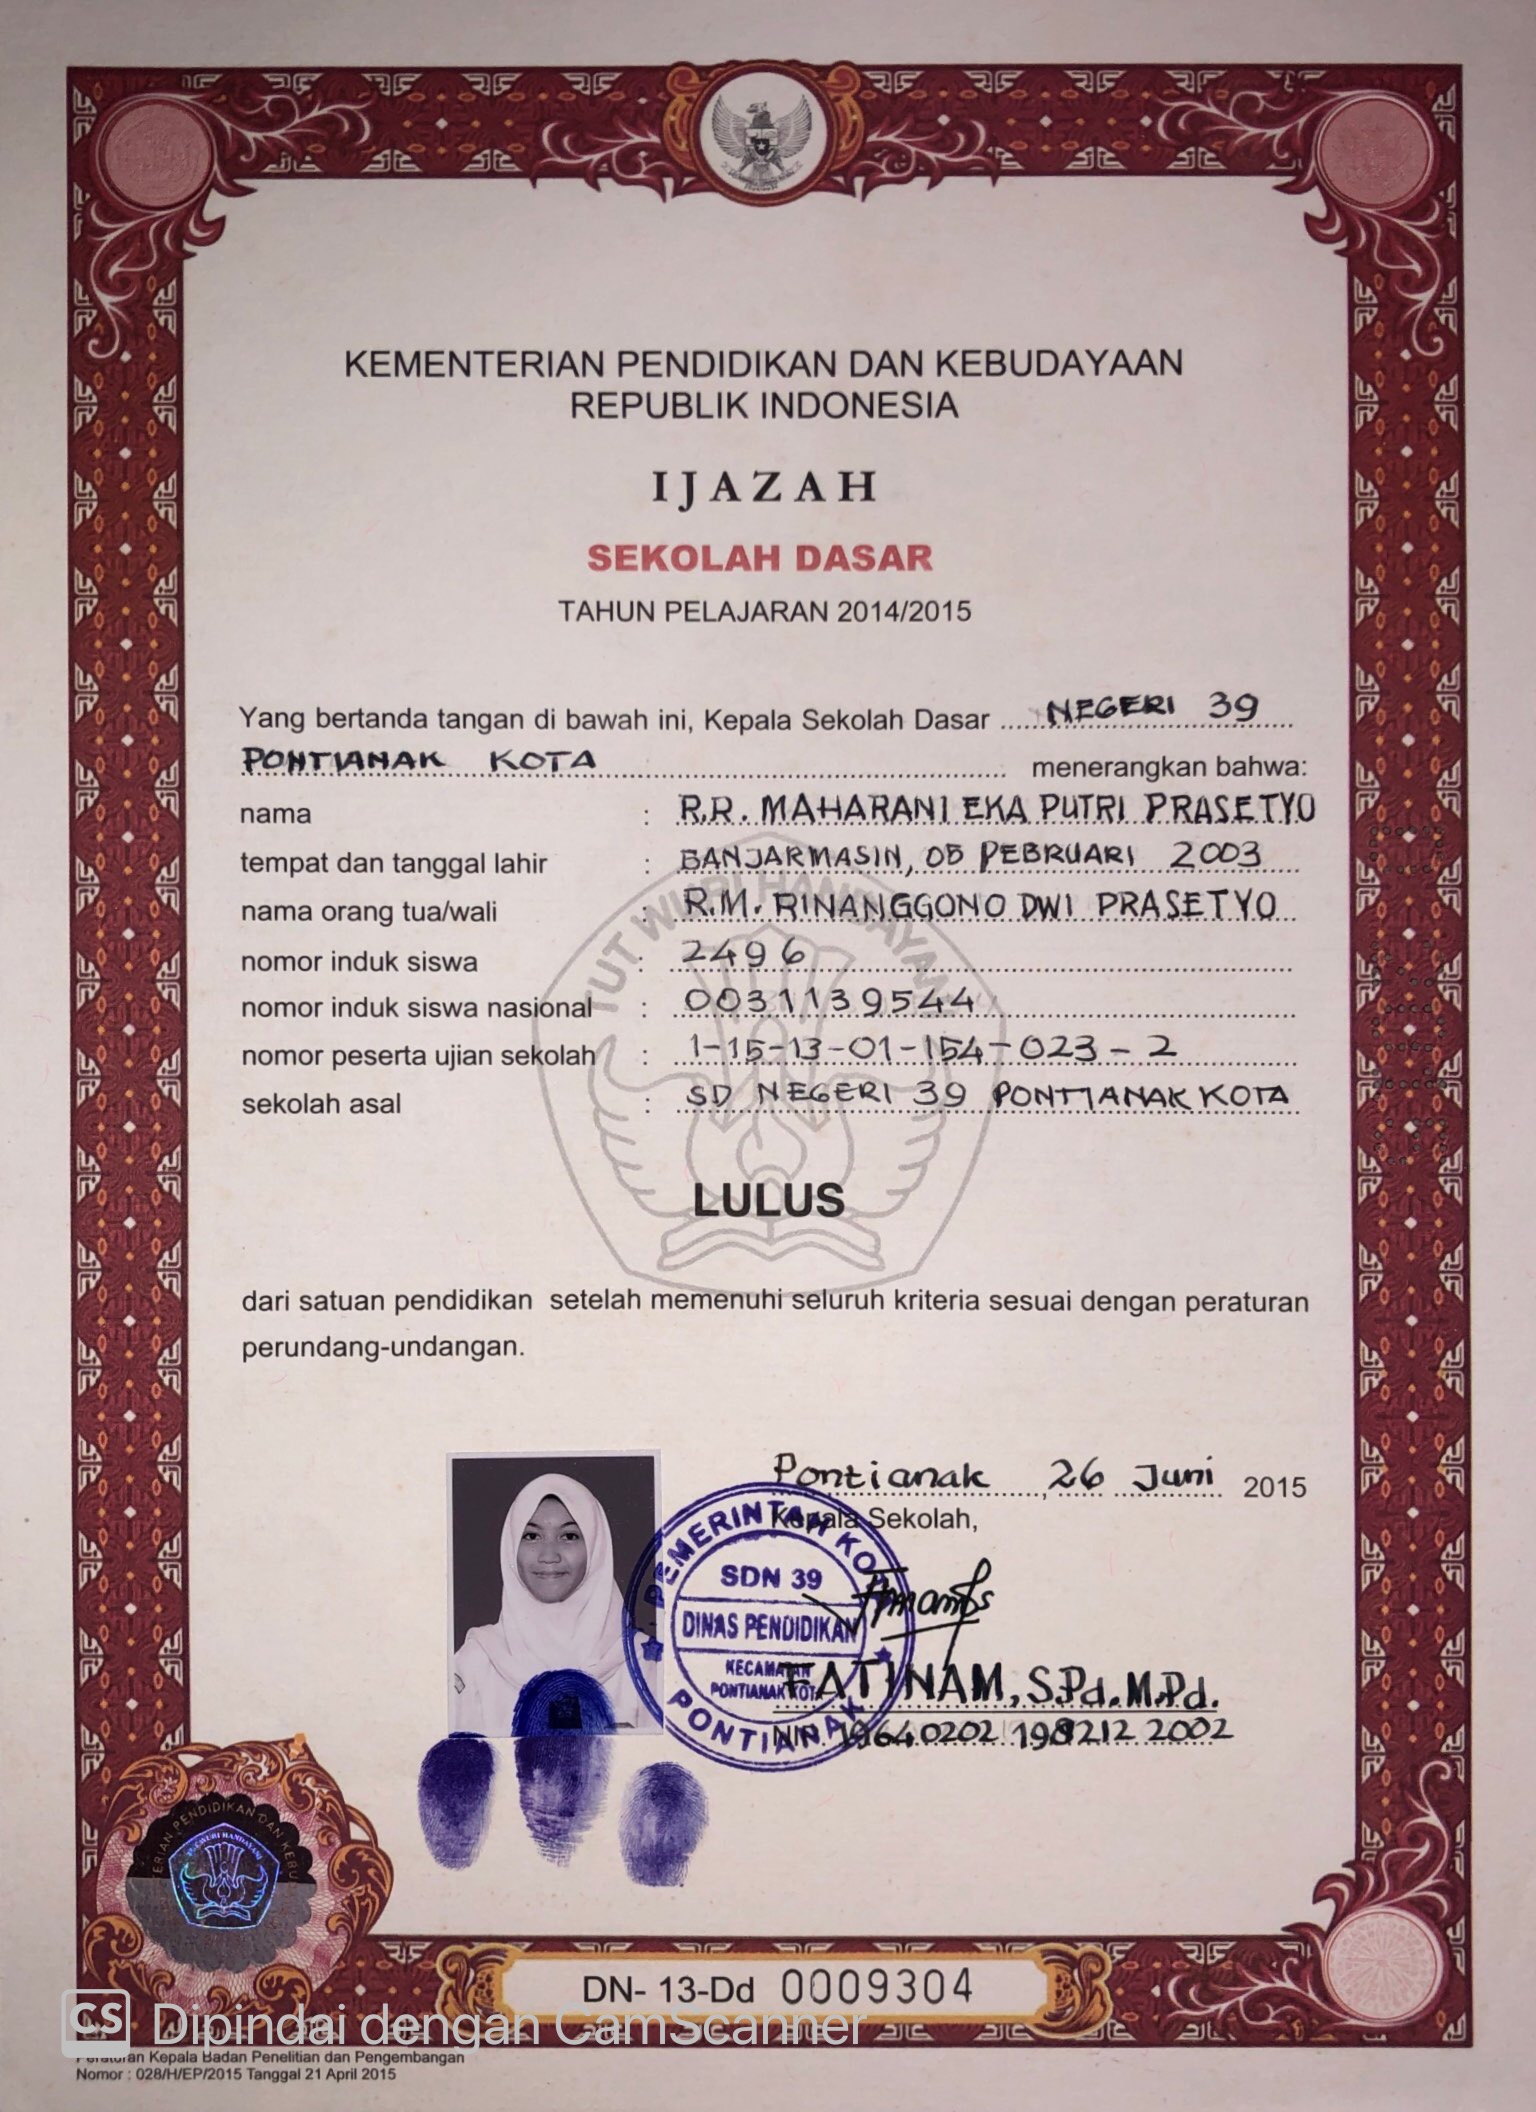 KEMENTERIAN PENDIDIKAN DAN KEBUDAYAAN
REPUBLIK INDONESIA
IJAZAH
SEKOLAH DASAR
TAHUN PELAJARAN 2014/2015
Yang bertanda tangan di bawah ini, Kepala Sekolah Dasar NEGERI 39
PONTIANAK KOTA menerangkan bahwa:
nama : R.R. MAHARANI EKA PUTRI PRASETYO
tempat dan tanggal lahir : BANJARMASIN, 05 PEBRUARI 2003
nama orang tua/wali : R.M. RINANGGONO DWI PRASETYO
nomor induk siswa : 2496
nomor induk siswa nasional : 0031139544
nomor peserta ujian sekolah : 1-15-13-01-154-023-2
sekolah asal : SD NEGERI 39 PONTIANAK KOTA
TUT WURI HANDAYANI
LULUS
dari satuan pendidikan setelah memenuhi seluruh kriteria sesuai dengan peraturan
perundang-undangan.
Pontianak, 26 Juni 2015
Kepala Sekolah,
PEMERINTAH KOTA
SDN 39
DINAS PENDIDIKAN
KECAMATAN
PONTIANAK KOTA
PONTIANAK
FATINAM, S.Pd.M.Pd.
NIP. 19640202 198212 2002
DN- 13-Dd 0009304
CS Dipindai dengan CamScanner
Peraturan Kepala Badan Penelitian dan Pengembangan
Nomor : 028/H/EP/2015 Tanggal 21 April 2015